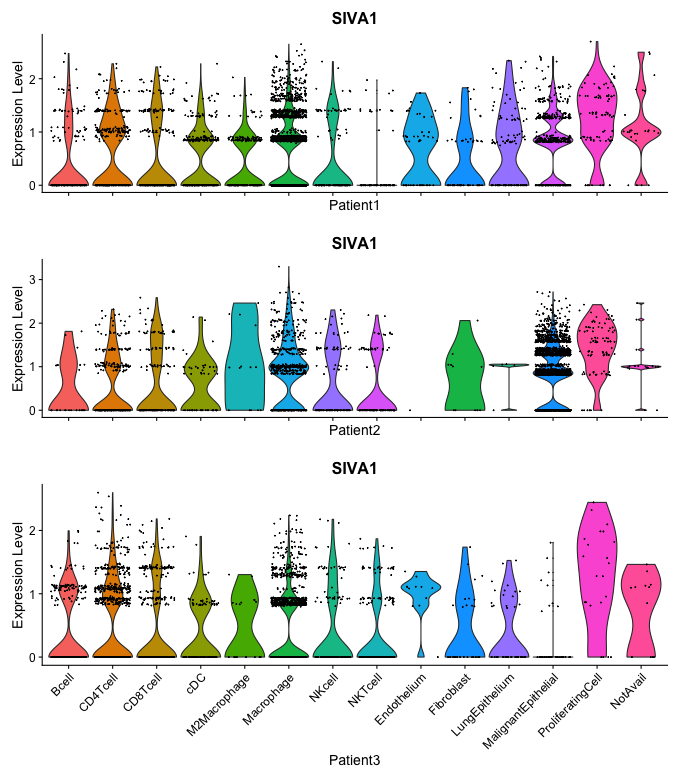 SIVA1
Expression Level
2
1
0
Patient1
SIVA1
Expression Level
3
2
1
0
Patient2
SIVA1
Expression Level
2
1
0
Bcell
CD4Tcell
CD8Tcell
cDC
M2Macrophage
Macrophage
NKcell
NKTcell
Endothelium
Fibroblast
LungEpithelium
MalignantEpithelial
ProliferatingCell
NotAvail
Patient3